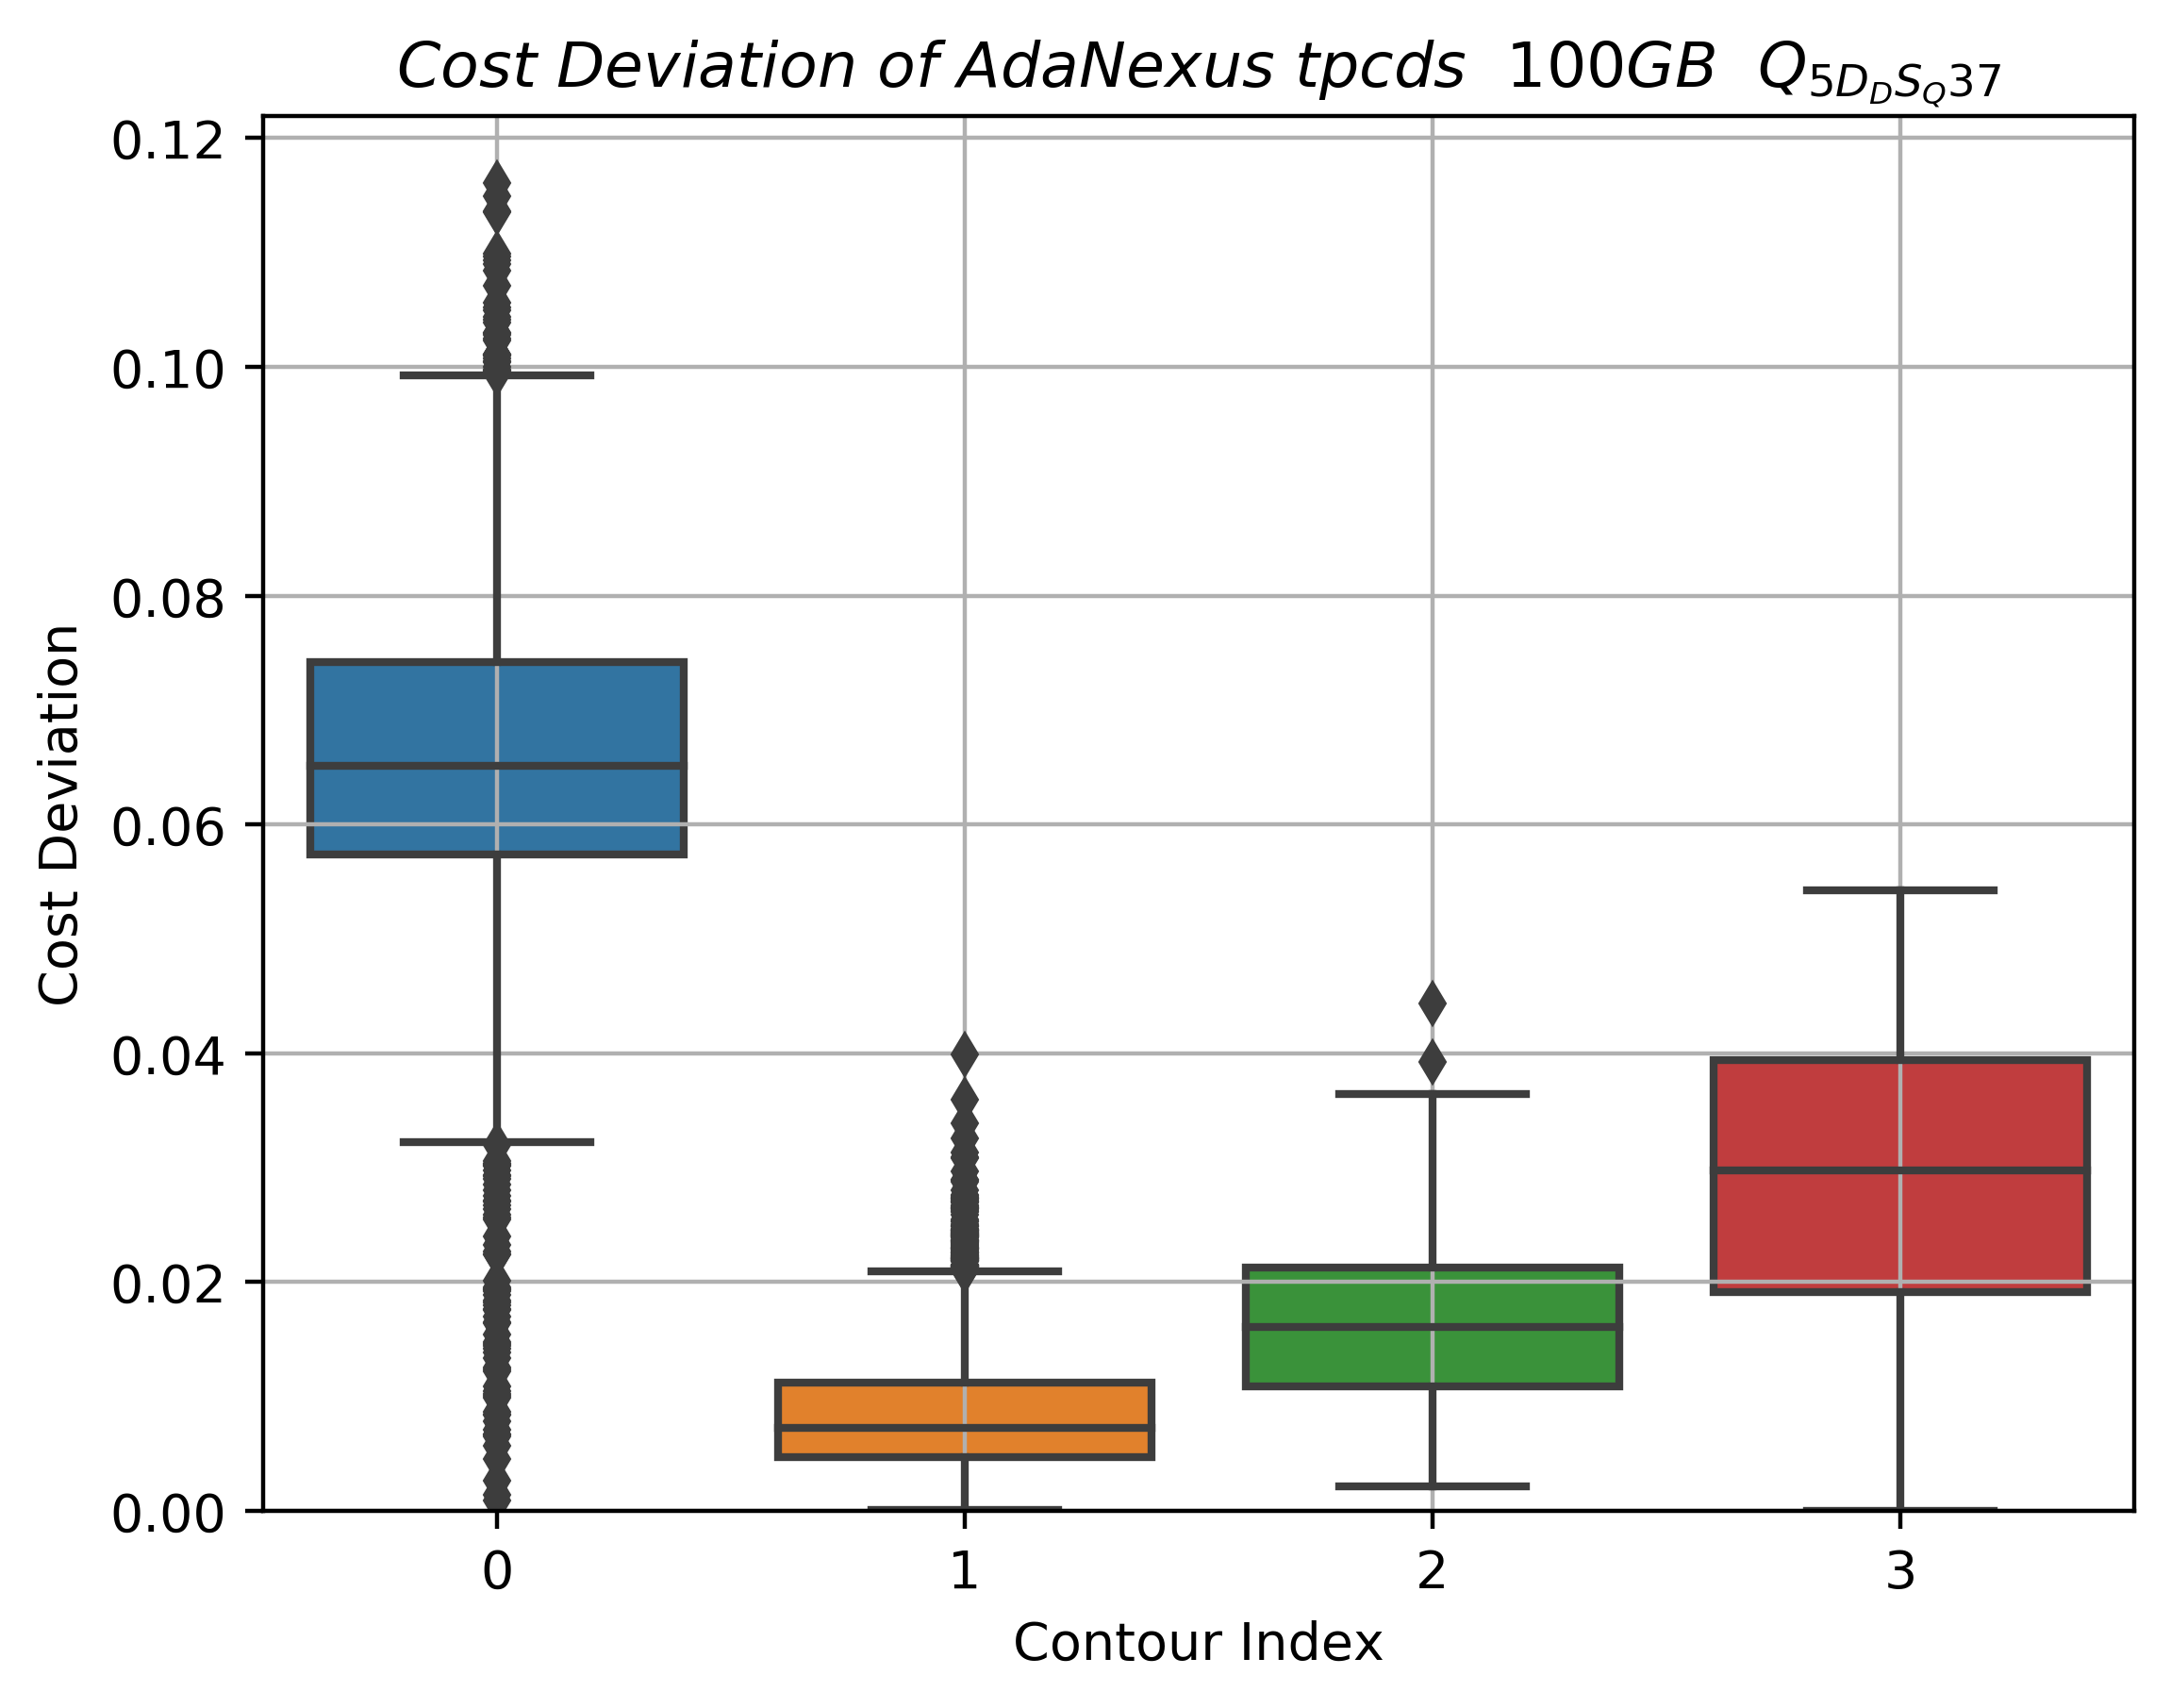 Cost Deviation of AdaNexus tpcds 100GB Q5DDSQ37
0.12
0.10
0.08
0.06
0.04
0.02
0.00
Cost Deviation
0 1 2 3
Contour Index